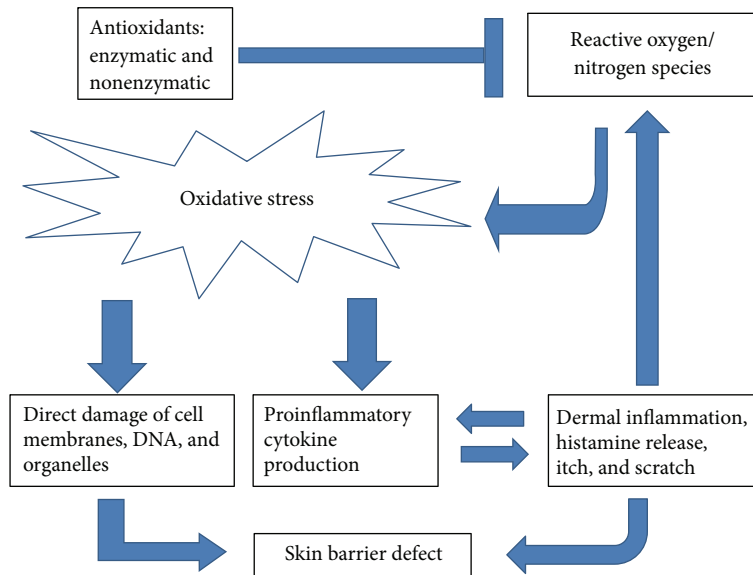 Antioxidants:
enzymatic and
nonenzymatic
Reactive oxygen/
nitrogen species
Oxidative stress
Direct damage of cell
membranes, DNA, and
organelles
Proinflammatory
cytokine
production
Dermal inflammation,
histamine release,
itch, and scratch
Skin barrier defect